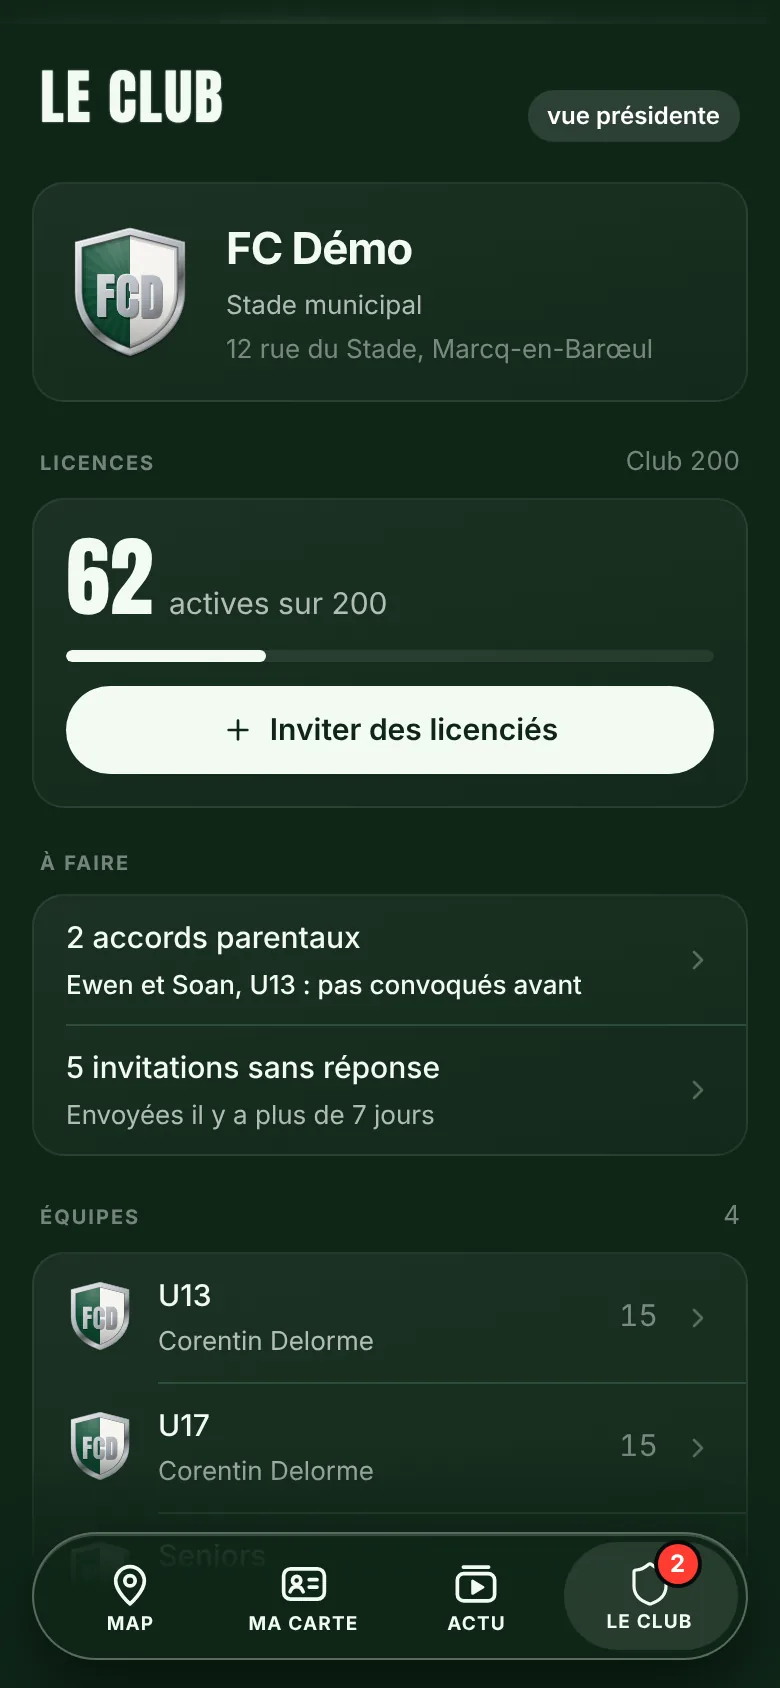 LE CLUB
vue présidente
FCD
FC Démo
Stade municipal
12 rue du Stade, Marcq-en-Barœul
LICENCES
Club 200
62 actives sur 200
+ Inviter des licenciés
À FAIRE
2 accords parentaux
Ewen et Soan, U13 : pas convoqués avant
5 invitations sans réponse
Envoyées il y a plus de 7 jours
ÉQUIPES
4
FCD
U13
Corentin Delorme
15
FCD
U17
Corentin Delorme
15
Seniors
2
MAP
MA CARTE
ACTU
LE CLUB